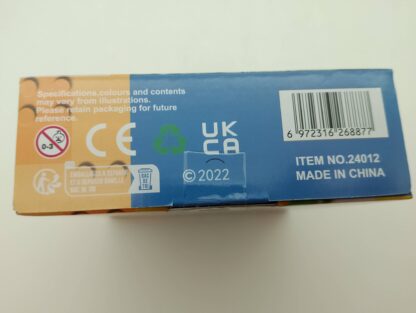 Specifications,colours and contents
may vary from illustrations.
Please retain packaging for future
reference.
0-3
CE
UK
CA
6 972316 268877
ITEM NO.24012
MADE IN CHINA
©2022